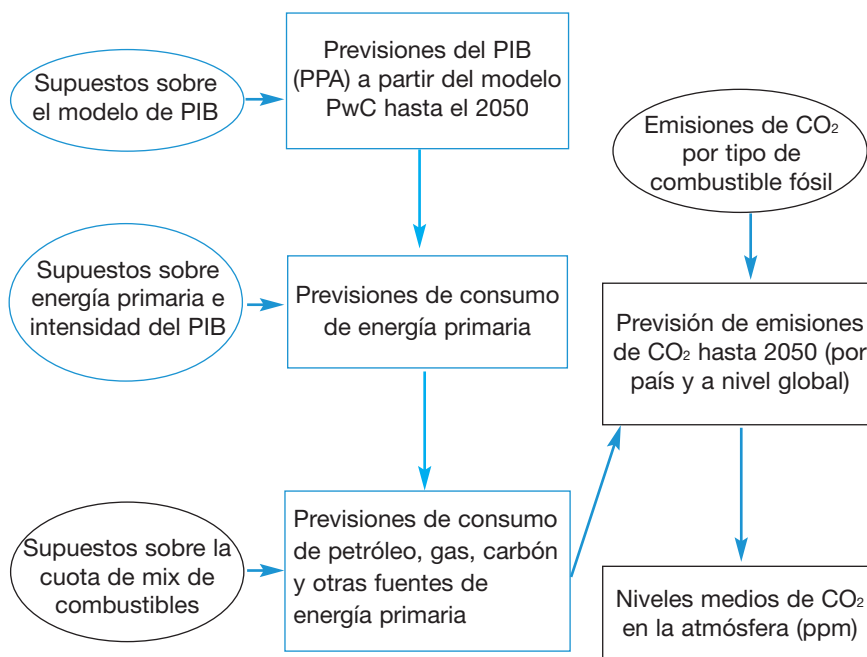 Supuestos sobre
el modelo de PIB
Previsiones del PIB
(PPA) a partir del modelo
PwC hasta el 2050
Emisiones de CO₂
por tipo de
combustible fósil
Supuestos sobre
energía primaria e
intensidad del PIB
Previsiones de consumo
de energía primaria
Previsión de emisiones
de CO₂ hasta 2050 (por
país y a nivel global)
Supuestos sobre la
cuota de mix de
combustibles
Previsiones de consumo
de petróleo, gas, carbón
y otras fuentes de
energía primaria
Niveles medios de CO₂
en la atmósfera (ppm)